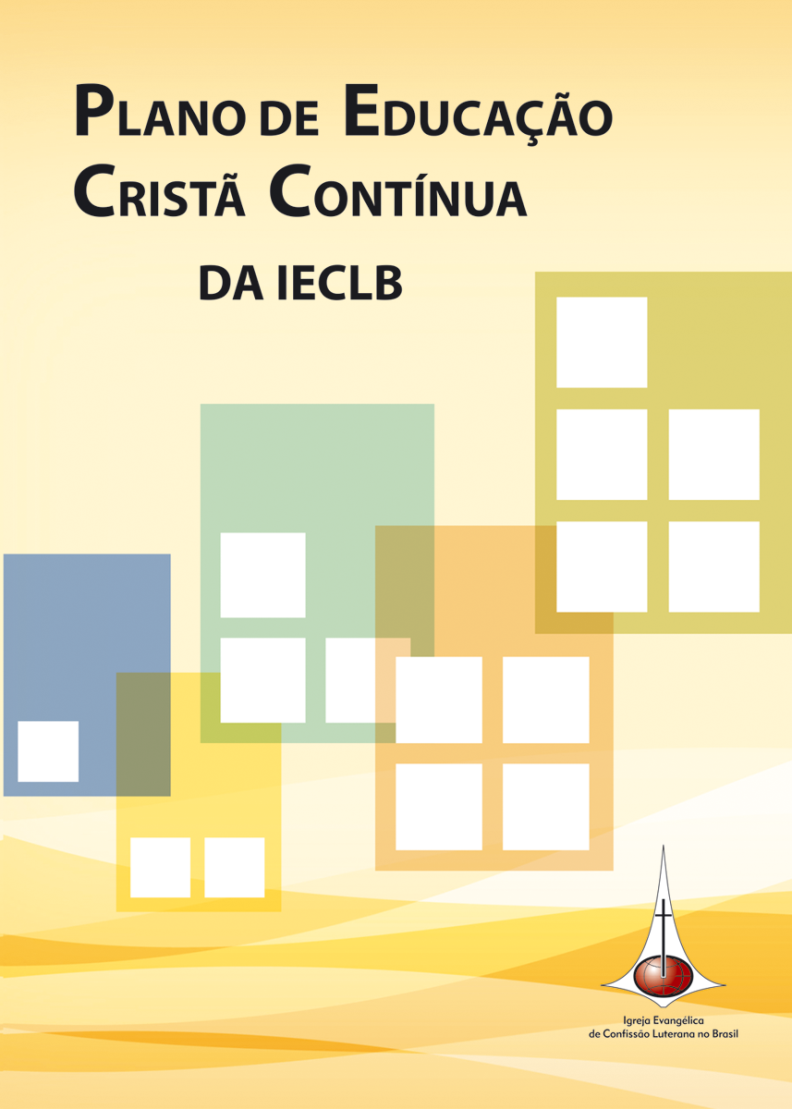 PLANO DE EDUCAÇÃO
CRISTÃ CONTÍNUA
DA IECLB
Igreja Evangélica
de Confissão Luterana no Brasil